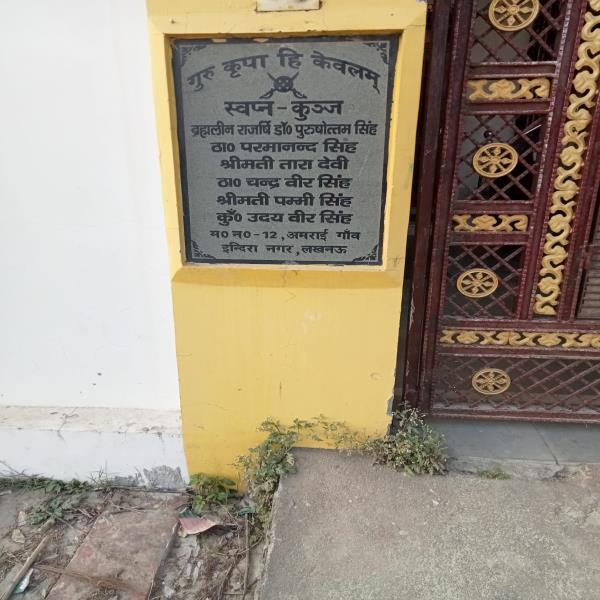 गुरु कृपा हि केवलम्
स्वप्न - कुञ्ज
ब्रह्मलीन राजर्षि डॉ० पुरुषोत्तम सिंह
ठा० परमानन्द सिंह
श्रीमती तारा देवी
ठा० चन्द्र वीर सिंह
श्रीमती पम्मी सिंह
कुँ० उदय वीर सिंह
म० न० - 12, अमराई गाँव
इन्दिरा नगर, लखनऊ